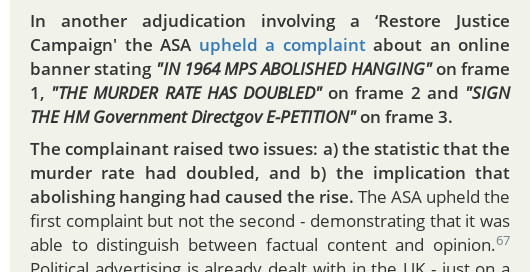 In another adjudication involving a ‘Restore Justice
Campaign' the ASA upheld a complaint about an online
banner stating "IN 1964 MPS ABOLISHED HANGING" on frame
1, "THE MURDER RATE HAS DOUBLED" on frame 2 and "SIGN
THE HM Government Directgov E-PETITION" on frame 3.
The complainant raised two issues: a) the statistic that the
murder rate had doubled, and b) the implication that
abolishing hanging had caused the rise. The ASA upheld the
first complaint but not the second - demonstrating that it was
able to distinguish between factual content and opinion.67
Political advertising is already dealt with in the UK - just on a